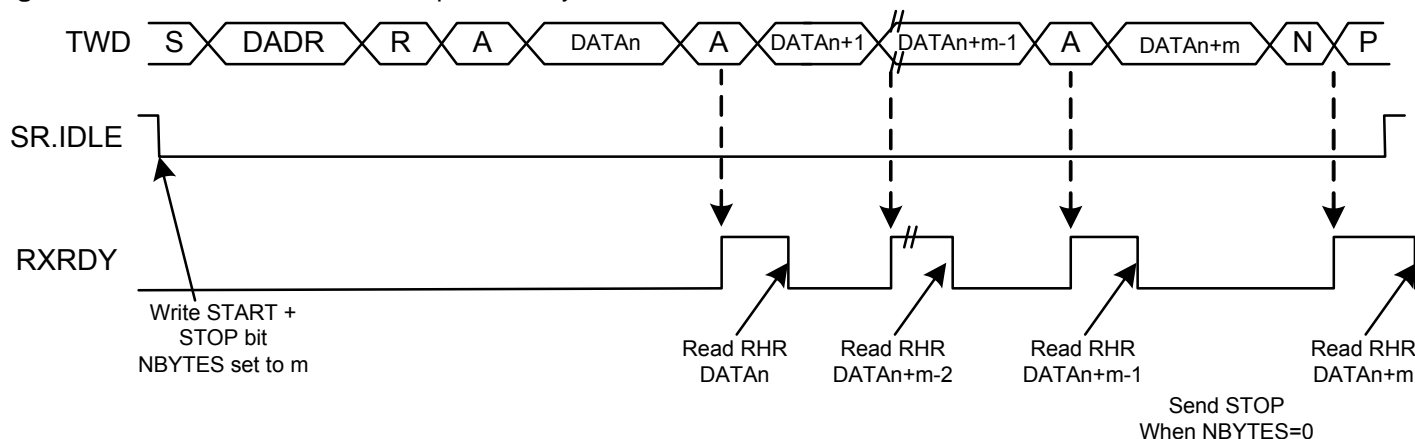 TWD S DADR R A DATAn A DATAn+1 DATAn+m-1 A DATAn+m N P
SR.IDLE
RXRDY
Write START +
STOP bit
NBYTES set to m
Read RHR
DATAn
Read RHR
DATAn+m-2
Read RHR
DATAn+m-1
Read RHR
DATAn+m
Send STOP
When NBYTES=0